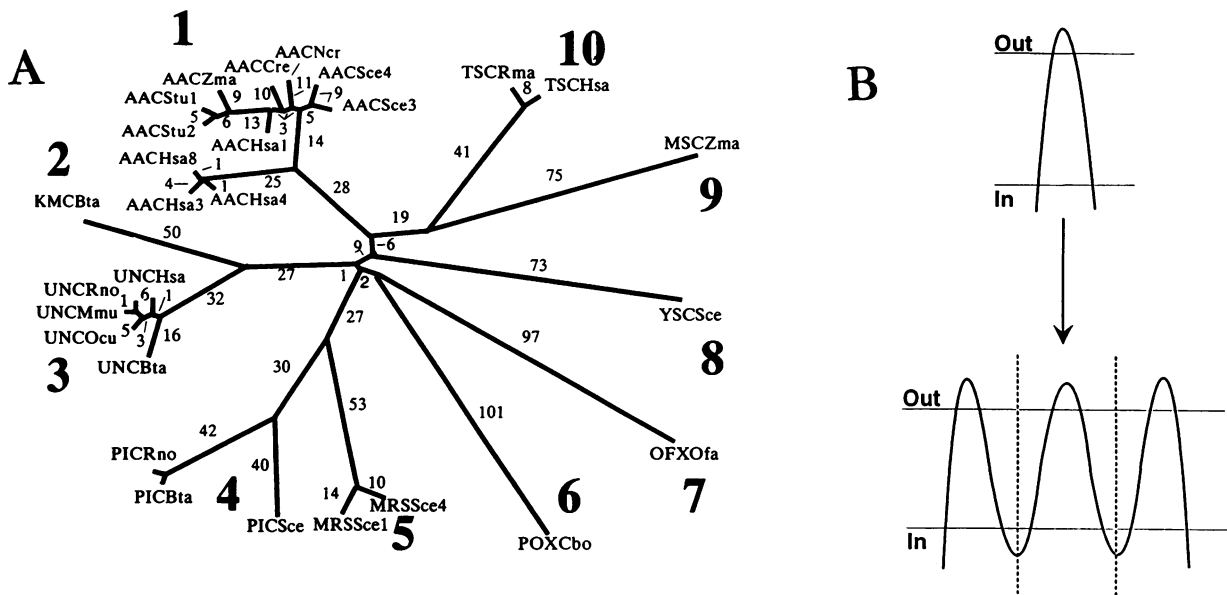 A
1
AACNcr
AACCre
AACSce4
AACZma
AACStu1
9
10
11
9
AACSce3
5
6
13
3
5
AACStu2
AACHsa1
14
AACHsa8
1
4
1
25
AACHsa3
AACHsa4
28
10
TSCRma
8
TSCHsa
41
MSCZma
75
9
19
2
KMCBta
50
9
6
27
1
2
73
YSCSce
8
UNCHsa
UNCRno
6
1
1
32
UNCMmu
5
3
16
UNCOcu
UNCBta
3
27
97
30
53
101
OFXOfa
7
42
PICRno
40
PICBta
4
14
10
MRSSce4
PICSce
MRSSce1
5
6
POXCbo
B
Out
In
Out
In